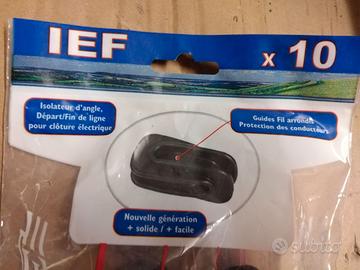 IEF
x 10
Isolateur d'angle,
Départ/Fin de ligne
pour clôture électrique
Guides Fil arrondit
Protection des conducteurs
Nouvelle génération
+ solide / + facile
subito